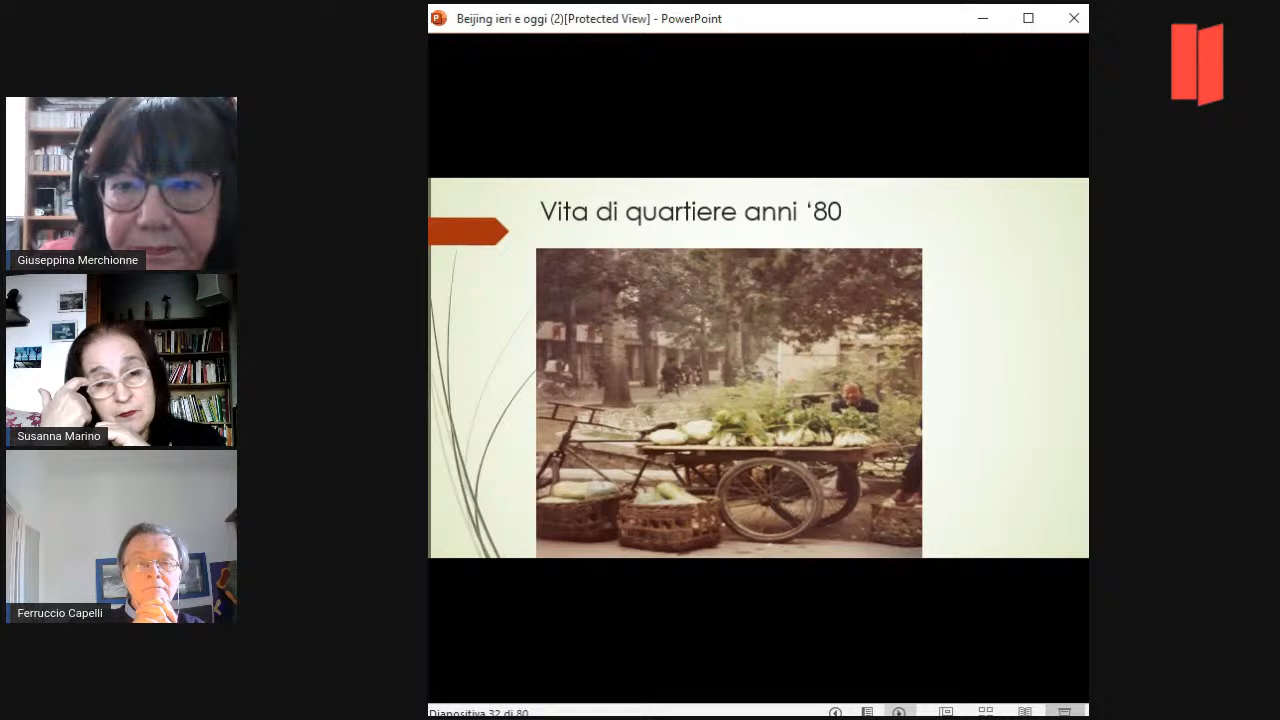 Beijing ieri e oggi (2)[Protected View] - PowerPoint
Giuseppina Merchionne
Susanna Marino
Ferruccio Capelli
Vita di quartiere anni ‘80
Diapositiva 32 di 80